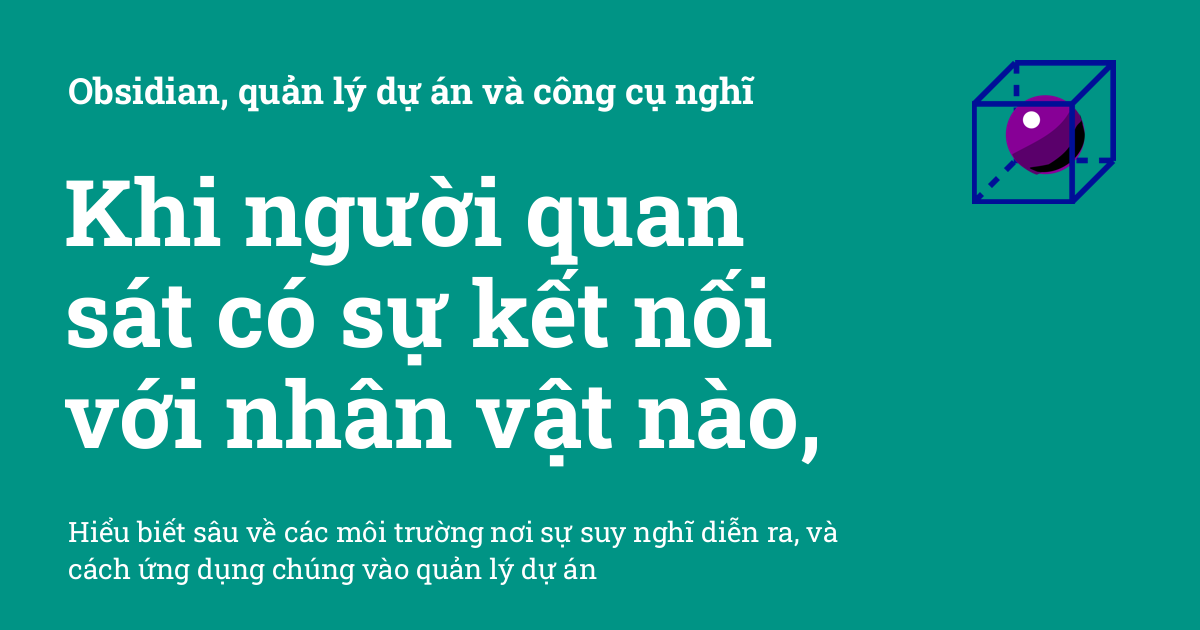 Obsidian, quản lý dự án và công cụ nghĩ
Khi người quan
sát có sự kết nối
với nhân vật nào,
Hiểu biết sâu về các môi trường nơi sự suy nghĩ diễn ra, và
cách ứng dụng chúng vào quản lý dự án